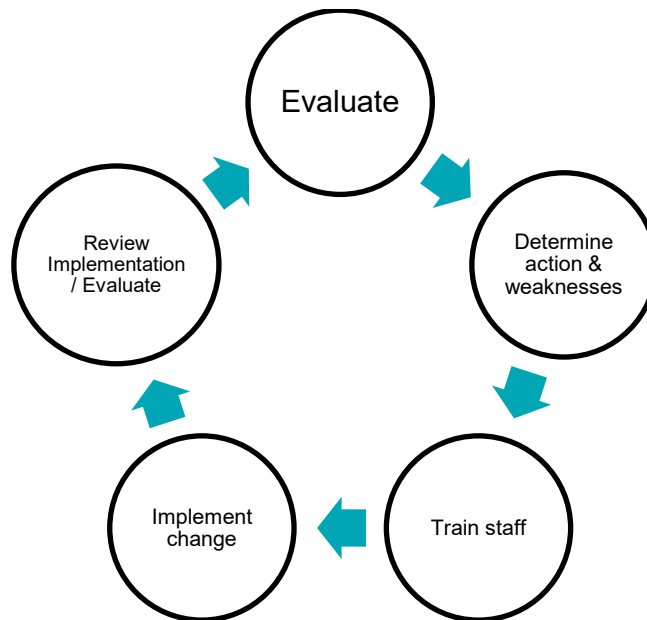 Evaluate
Determine
action &
weaknesses
Train staff
Implement
change
Review
Implementation
/ Evaluate